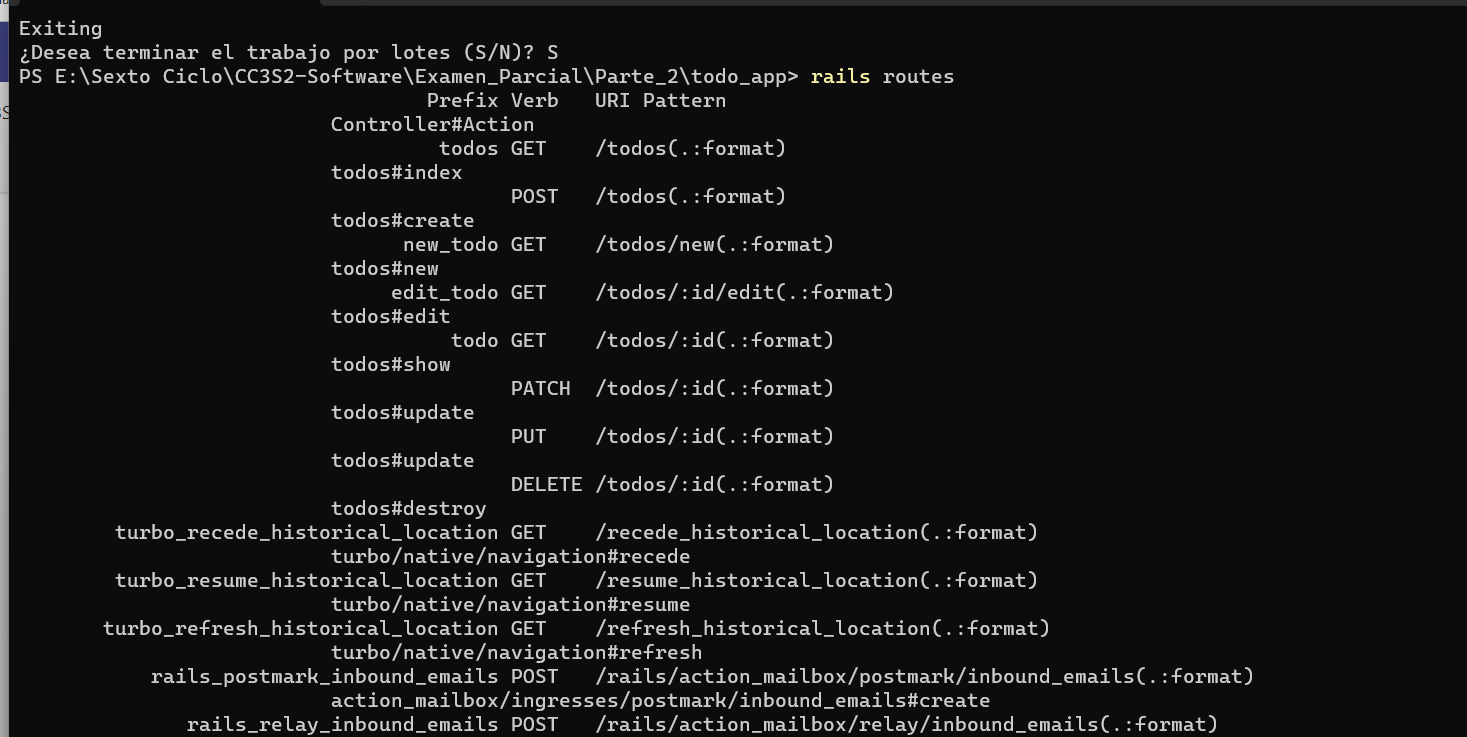 Exiting
¿Desea terminar el trabajo por lotes (S/N)? S
PS E:\Sexto Ciclo\CC3S2-Software\Examen_Parcial\Parte_2\todo_app> rails routes
Prefix Verb   URI Pattern
Controller#Action
todos GET    /todos(.:format)
todos#index
POST   /todos(.:format)
todos#create
new_todo GET    /todos/new(.:format)
todos#new
edit_todo GET    /todos/:id/edit(.:format)
todos#edit
todo GET    /todos/:id(.:format)
todos#show
PATCH  /todos/:id(.:format)
todos#update
PUT    /todos/:id(.:format)
todos#update
DELETE /todos/:id(.:format)
todos#destroy
turbo_recede_historical_location GET    /recede_historical_location(.:format)
turbo/native/navigation#recede
turbo_resume_historical_location GET    /resume_historical_location(.:format)
turbo/native/navigation#resume
turbo_refresh_historical_location GET    /refresh_historical_location(.:format)
turbo/native/navigation#refresh
rails_postmark_inbound_emails POST   /rails/action_mailbox/postmark/inbound_emails(.:format)
action_mailbox/ingresses/postmark/inbound_emails#create
rails_relay_inbound_emails POST   /rails/action_mailbox/relay/inbound_emails(.:format)